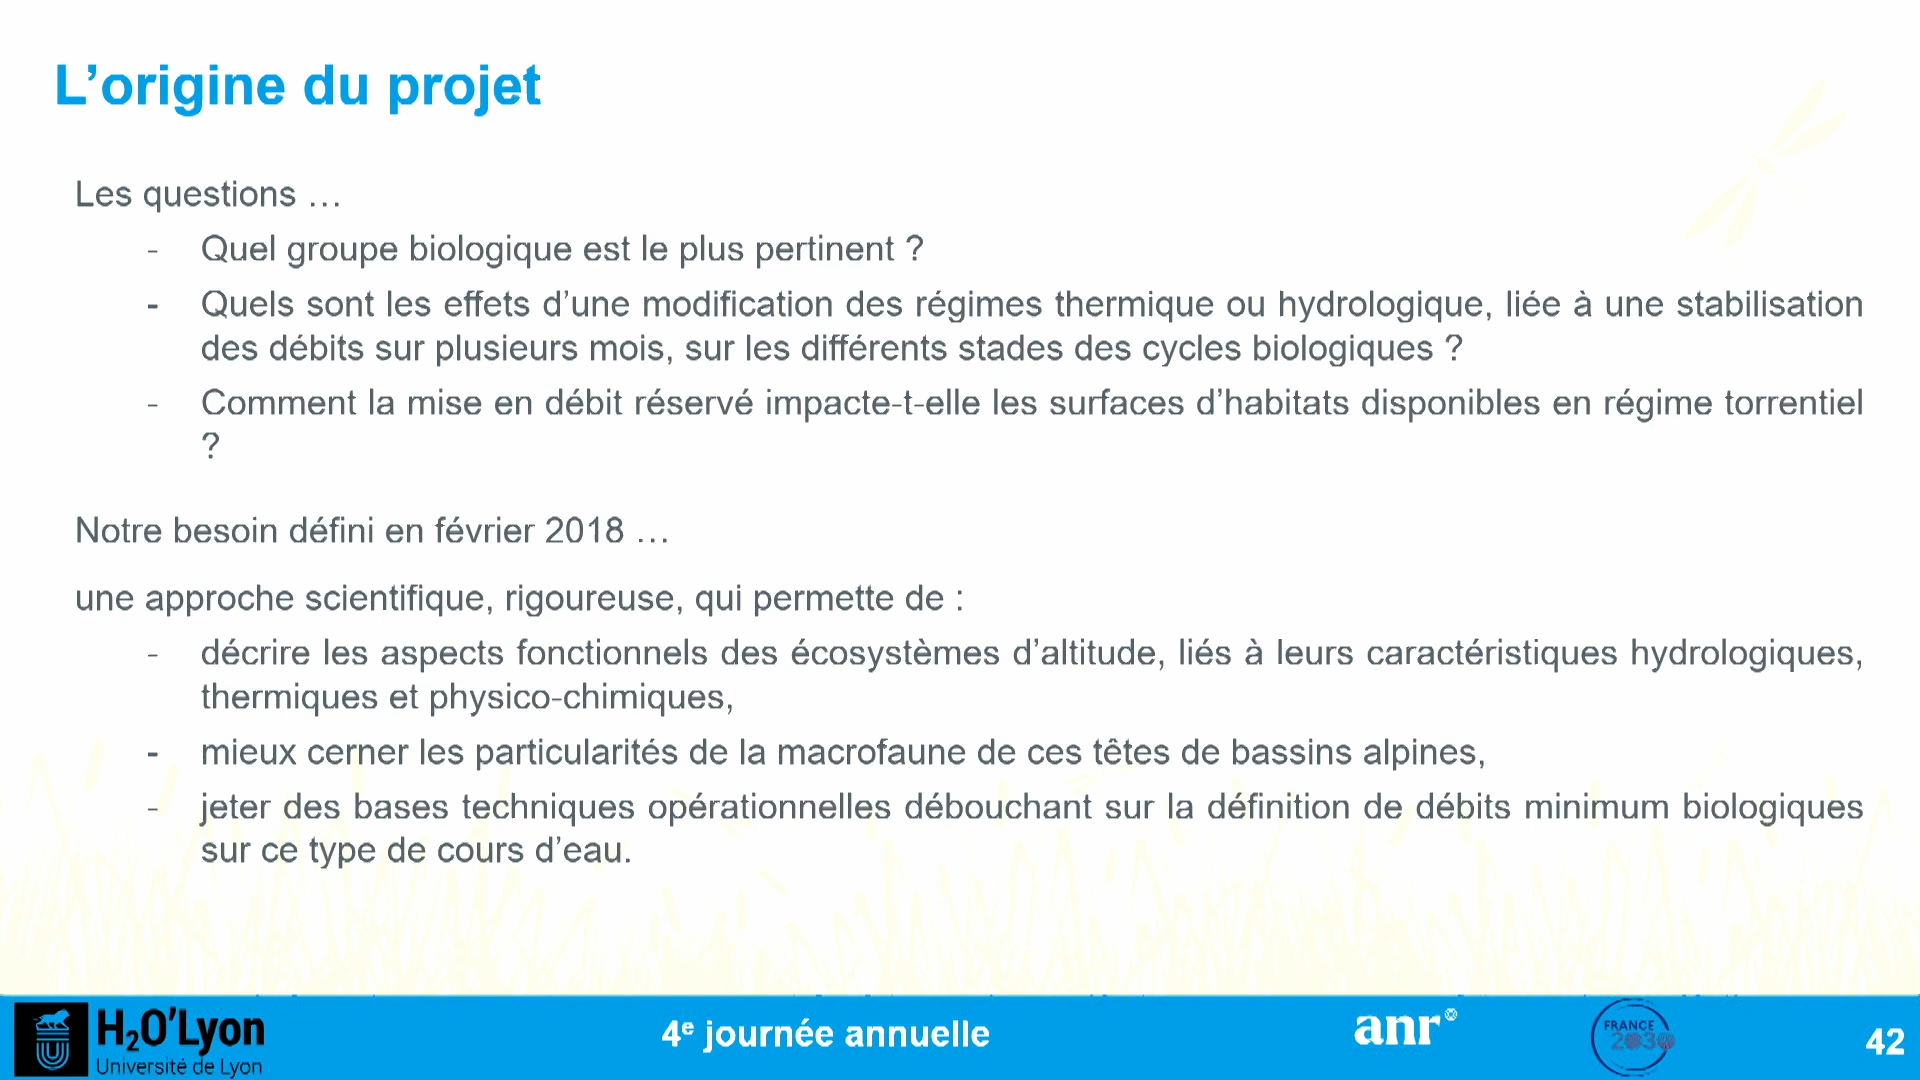 L’origine du projet
Les questions …
- Quel groupe biologique est le plus pertinent ?
- Quels sont les effets d’une modification des régimes thermique ou hydrologique, liée à une stabilisation
des débits sur plusieurs mois, sur les différents stades des cycles biologiques ?
- Comment la mise en débit réservé impacte-t-elle les surfaces d’habitats disponibles en régime torrentiel
?
Notre besoin défini en février 2018 …
une approche scientifique, rigoureuse, qui permette de :
- décrire les aspects fonctionnels des écosystèmes d’altitude, liés à leurs caractéristiques hydrologiques,
thermiques et physico-chimiques,
- mieux cerner les particularités de la macrofaune de ces têtes de bassins alpines,
- jeter des bases techniques opérationnelles débouchant sur la définition de débits minimum biologiques
sur ce type de cours d’eau.
H₂O’Lyon
Université de Lyon
4ᵉ journée annuelle
anr
FRANCE
2030
42